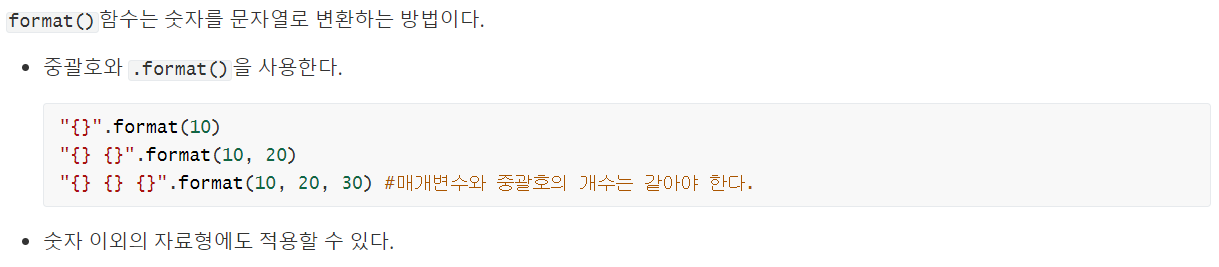 format()함수는 숫자를 문자열로 변환하는 방법이다.
중괄호와 .format()을 사용한다.
"{}".format(10)
"{} {}".format(10, 20)
"{} {} {}".format(10, 20, 30) #매개변수와 중괄호의 개수는 같아야 한다.
숫자 이외의 자료형에도 적용할 수 있다.